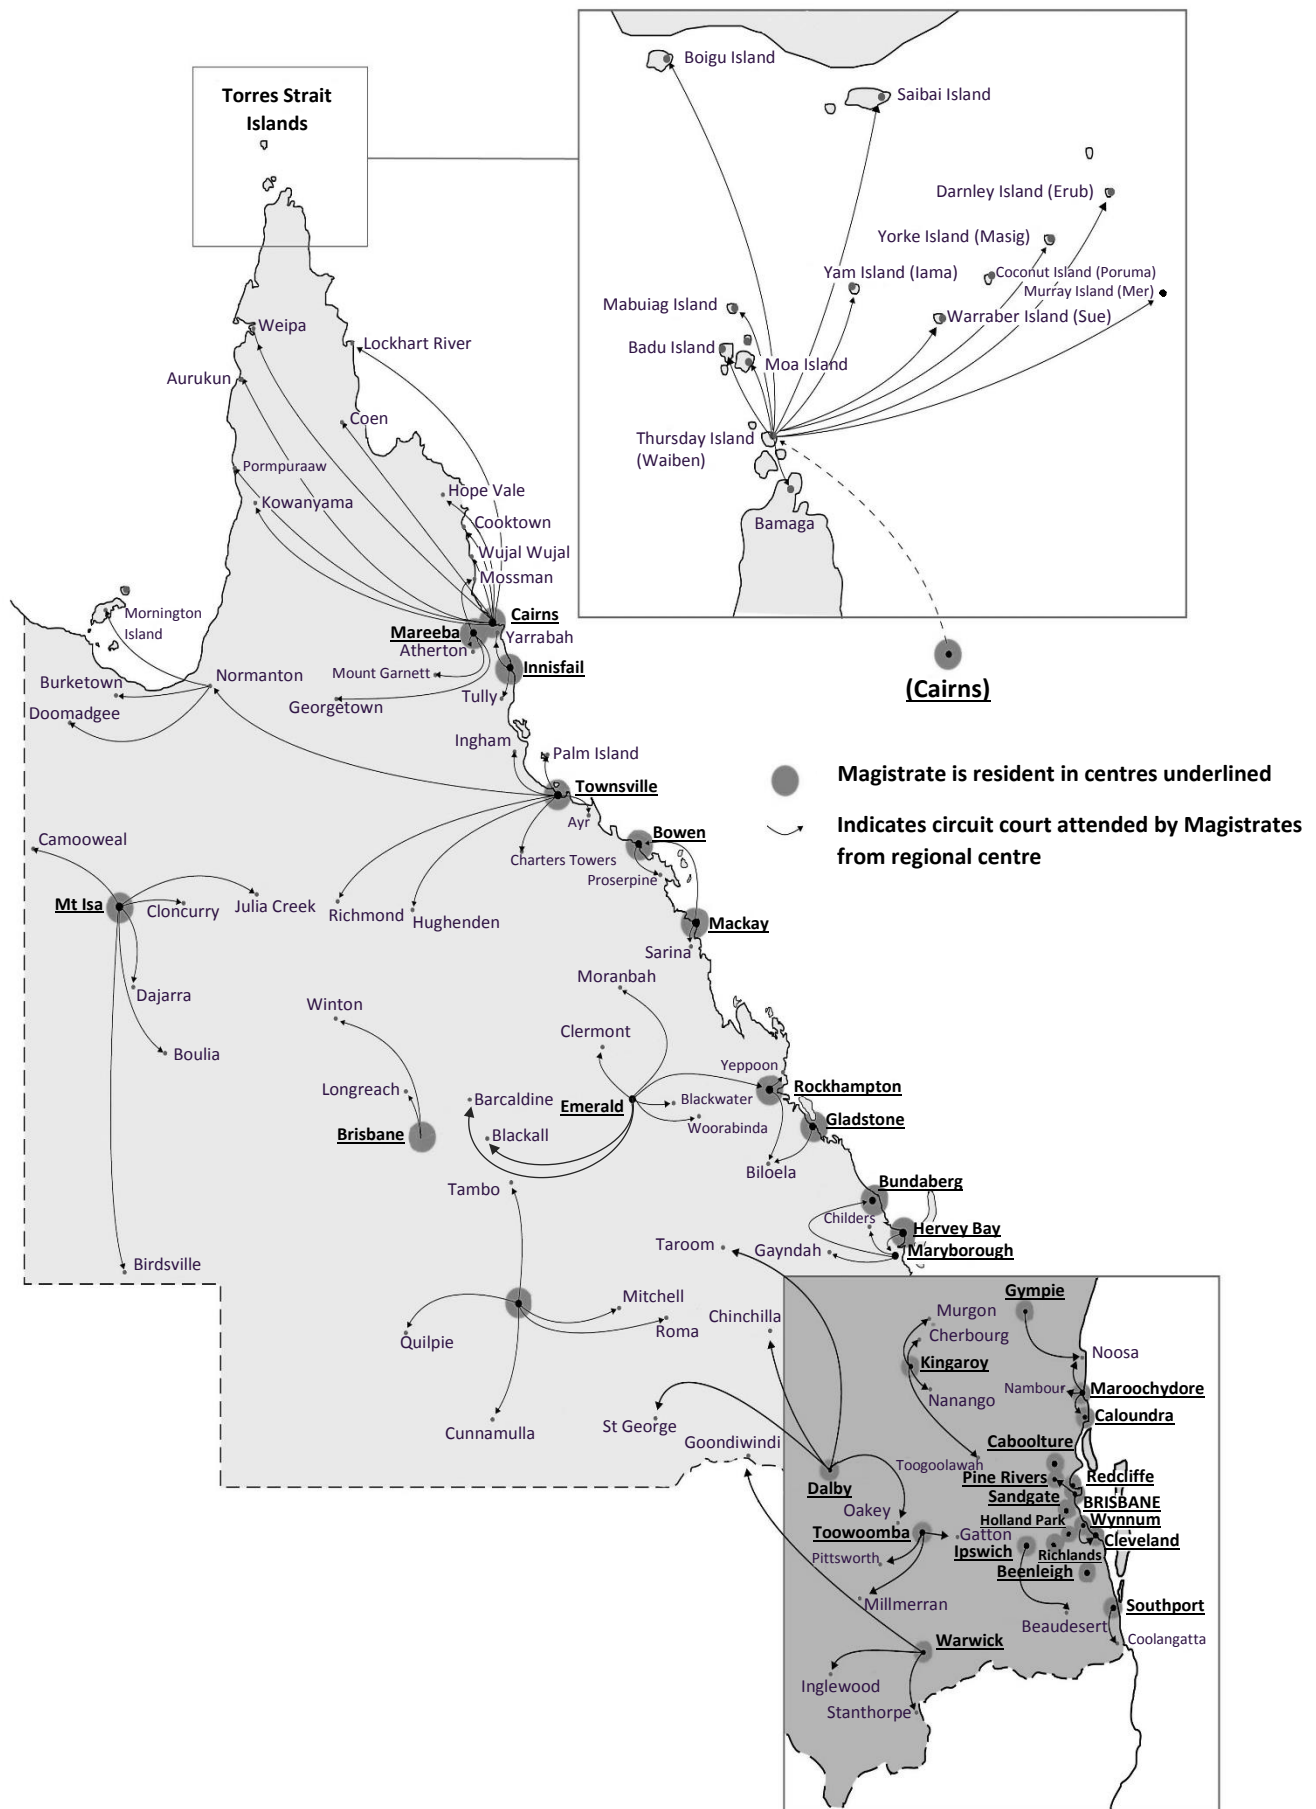 Torres Strait
Islands
Boigu Island
Saibai Island
Darnley Island (Erub)
Yorke Island (Masig)
Coconut Island (Poruma)
Yam Island (Iama)
Murray Island (Mer)
Mabuiag Island
Warraber Island (Sue)
Badu Island
Moa Island
Thursday Island
(Waiben)
Bamaga
(Cairns)
Magistrate is resident in centres underlined
Indicates circuit court attended by Magistrates
from regional centre
Weipa
Lockhart River
Aurukun
Coen
Pormpuraaw
Kowanyama
Hope Vale
Cooktown
Wujal Wujal
Mossman
Cairns
Mareeba
Yarrabah
Atherton
Innisfail
Mount Garnett
Tully
Georgetown
Mornington
Island
Normanton
Burketown
Doomadgee
Ingham
Palm Island
Townsville
Ayr
Bowen
Charters Towers
Proserpine
Camooweal
Mt Isa
Cloncurry
Julia Creek
Richmond
Hughenden
Mackay
Sarina
Dajarra
Moranbah
Winton
Clermont
Boulia
Yeppoon
Longreach
Barcaldine
Emerald
Blackwater
Rockhampton
Woorabinda
Gladstone
Brisbane
Blackall
Biloela
Tambo
Bundaberg
Childers
Hervey Bay
Taroom
Gayndah
Maryborough
Birdsville
Mitchell
Roma
Chinchilla
Quilpie
Cunnamulla
St George
Goondiwindi
Gympie
Murgon
Cherbourg
Noosa
Kingaroy
Nanango
Nambour
Maroochydore
Caloundra
Caboolture
Toogoolawah
Pine Rivers
Redcliffe
Dalby
Sandgate
BRISBANE
Oakey
Holland Park
Wynnum
Toowoomba
Gatton
Cleveland
Ipswich
Richlands
Pittsworth
Beenleigh
Millmerran
Southport
Beaudesert
Coolangatta
Warwick
Inglewood
Stanthorpe